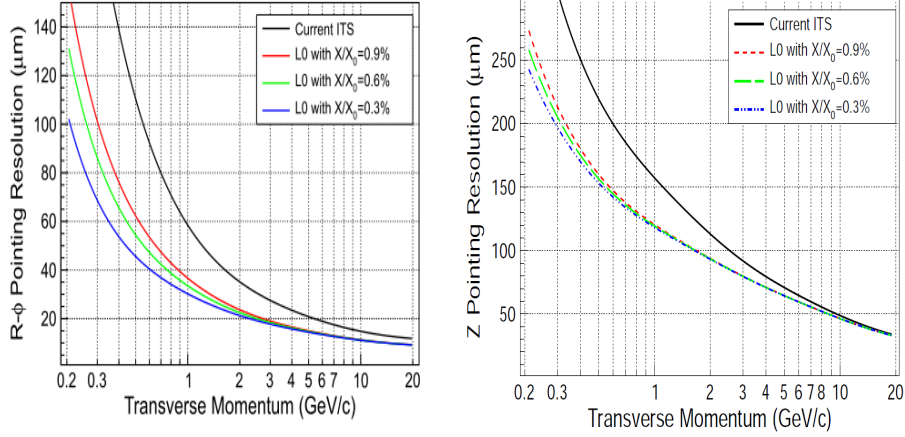 R-ϕ Pointing Resolution (μm)
140
120
100
80
60
40
20
Current ITS
L0 with X/X₀=0.9%
L0 with X/X₀=0.6%
L0 with X/X₀=0.3%
0.2 0.3 1 2 3 4 5 6 7 10 20
Transverse Momentum (GeV/c)
Z Pointing Resolution (μm)
250
200
150
100
50
Current ITS
L0 with X/X₀=0.9%
L0 with X/X₀=0.6%
L0 with X/X₀=0.3%
0.2 0.3 1 2 3 4 5 6 7 8 10 20
Transverse Momentum (GeV/c)